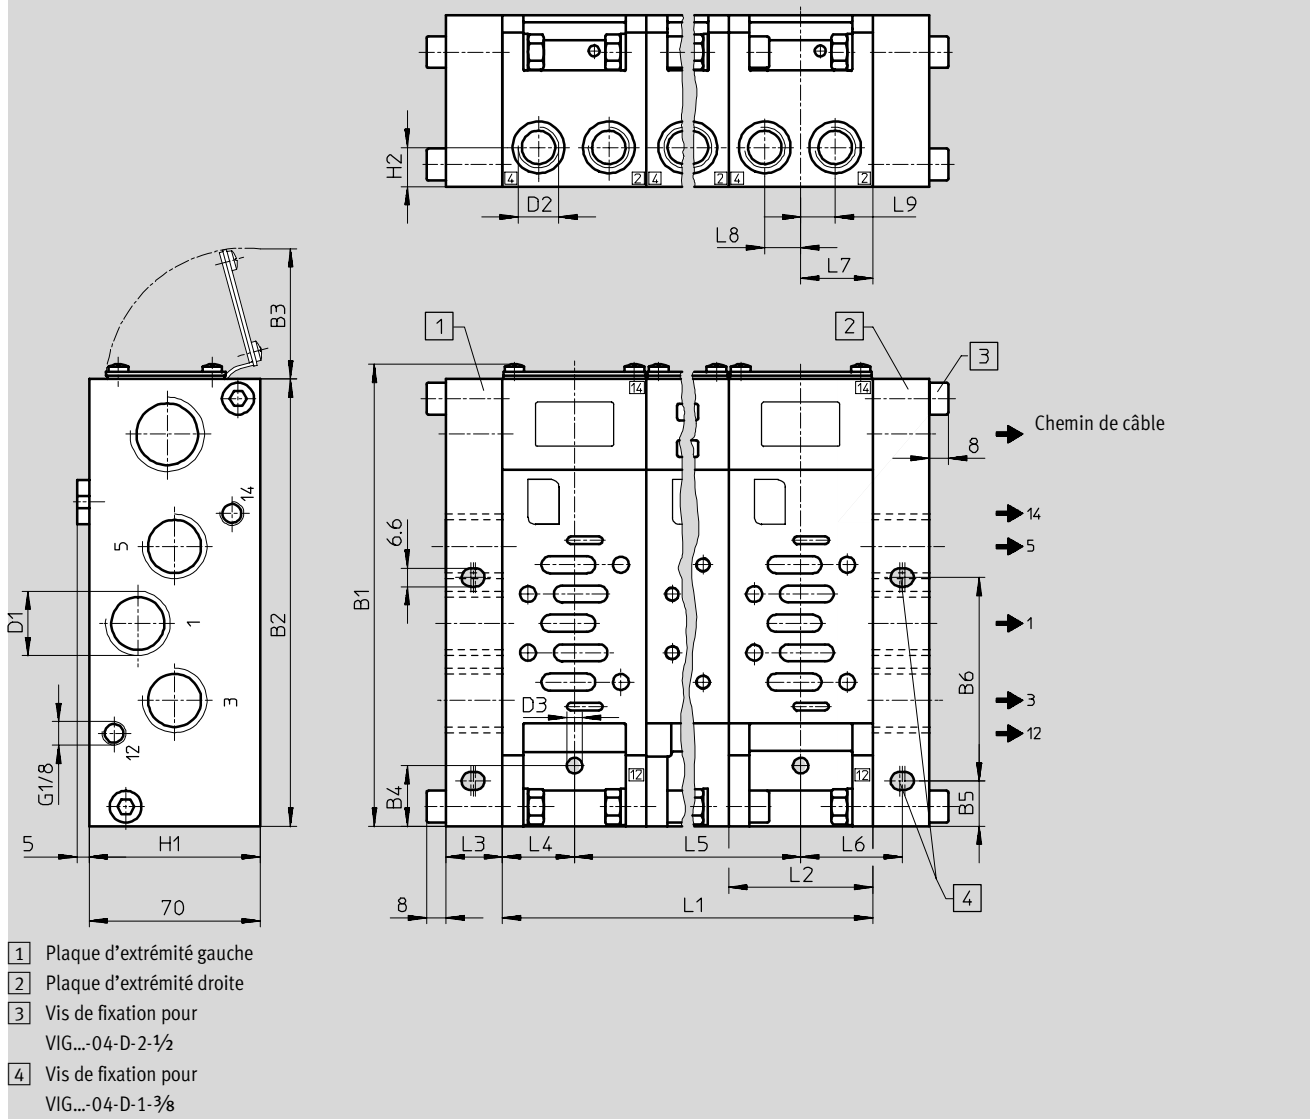 H2
4
2
4
2
4
2
D2
L9
L8
L7
B3
1
2
3
14
14
Chemin de câble
8
14
5
D1
1
3
12
G1/8
B2
B1
6.6
14
5
1
3
12
D3
B6
B4
12
12
B5
5
H1
L3
L4
L5
L6
L2
70
8
L1
4
1 Plaque d'extrémité gauche
2 Plaque d'extrémité droite
3 Vis de fixation pour
VIG...-04-D-2-½
4 Vis de fixation pour
VIG...-04-D-1-⅜